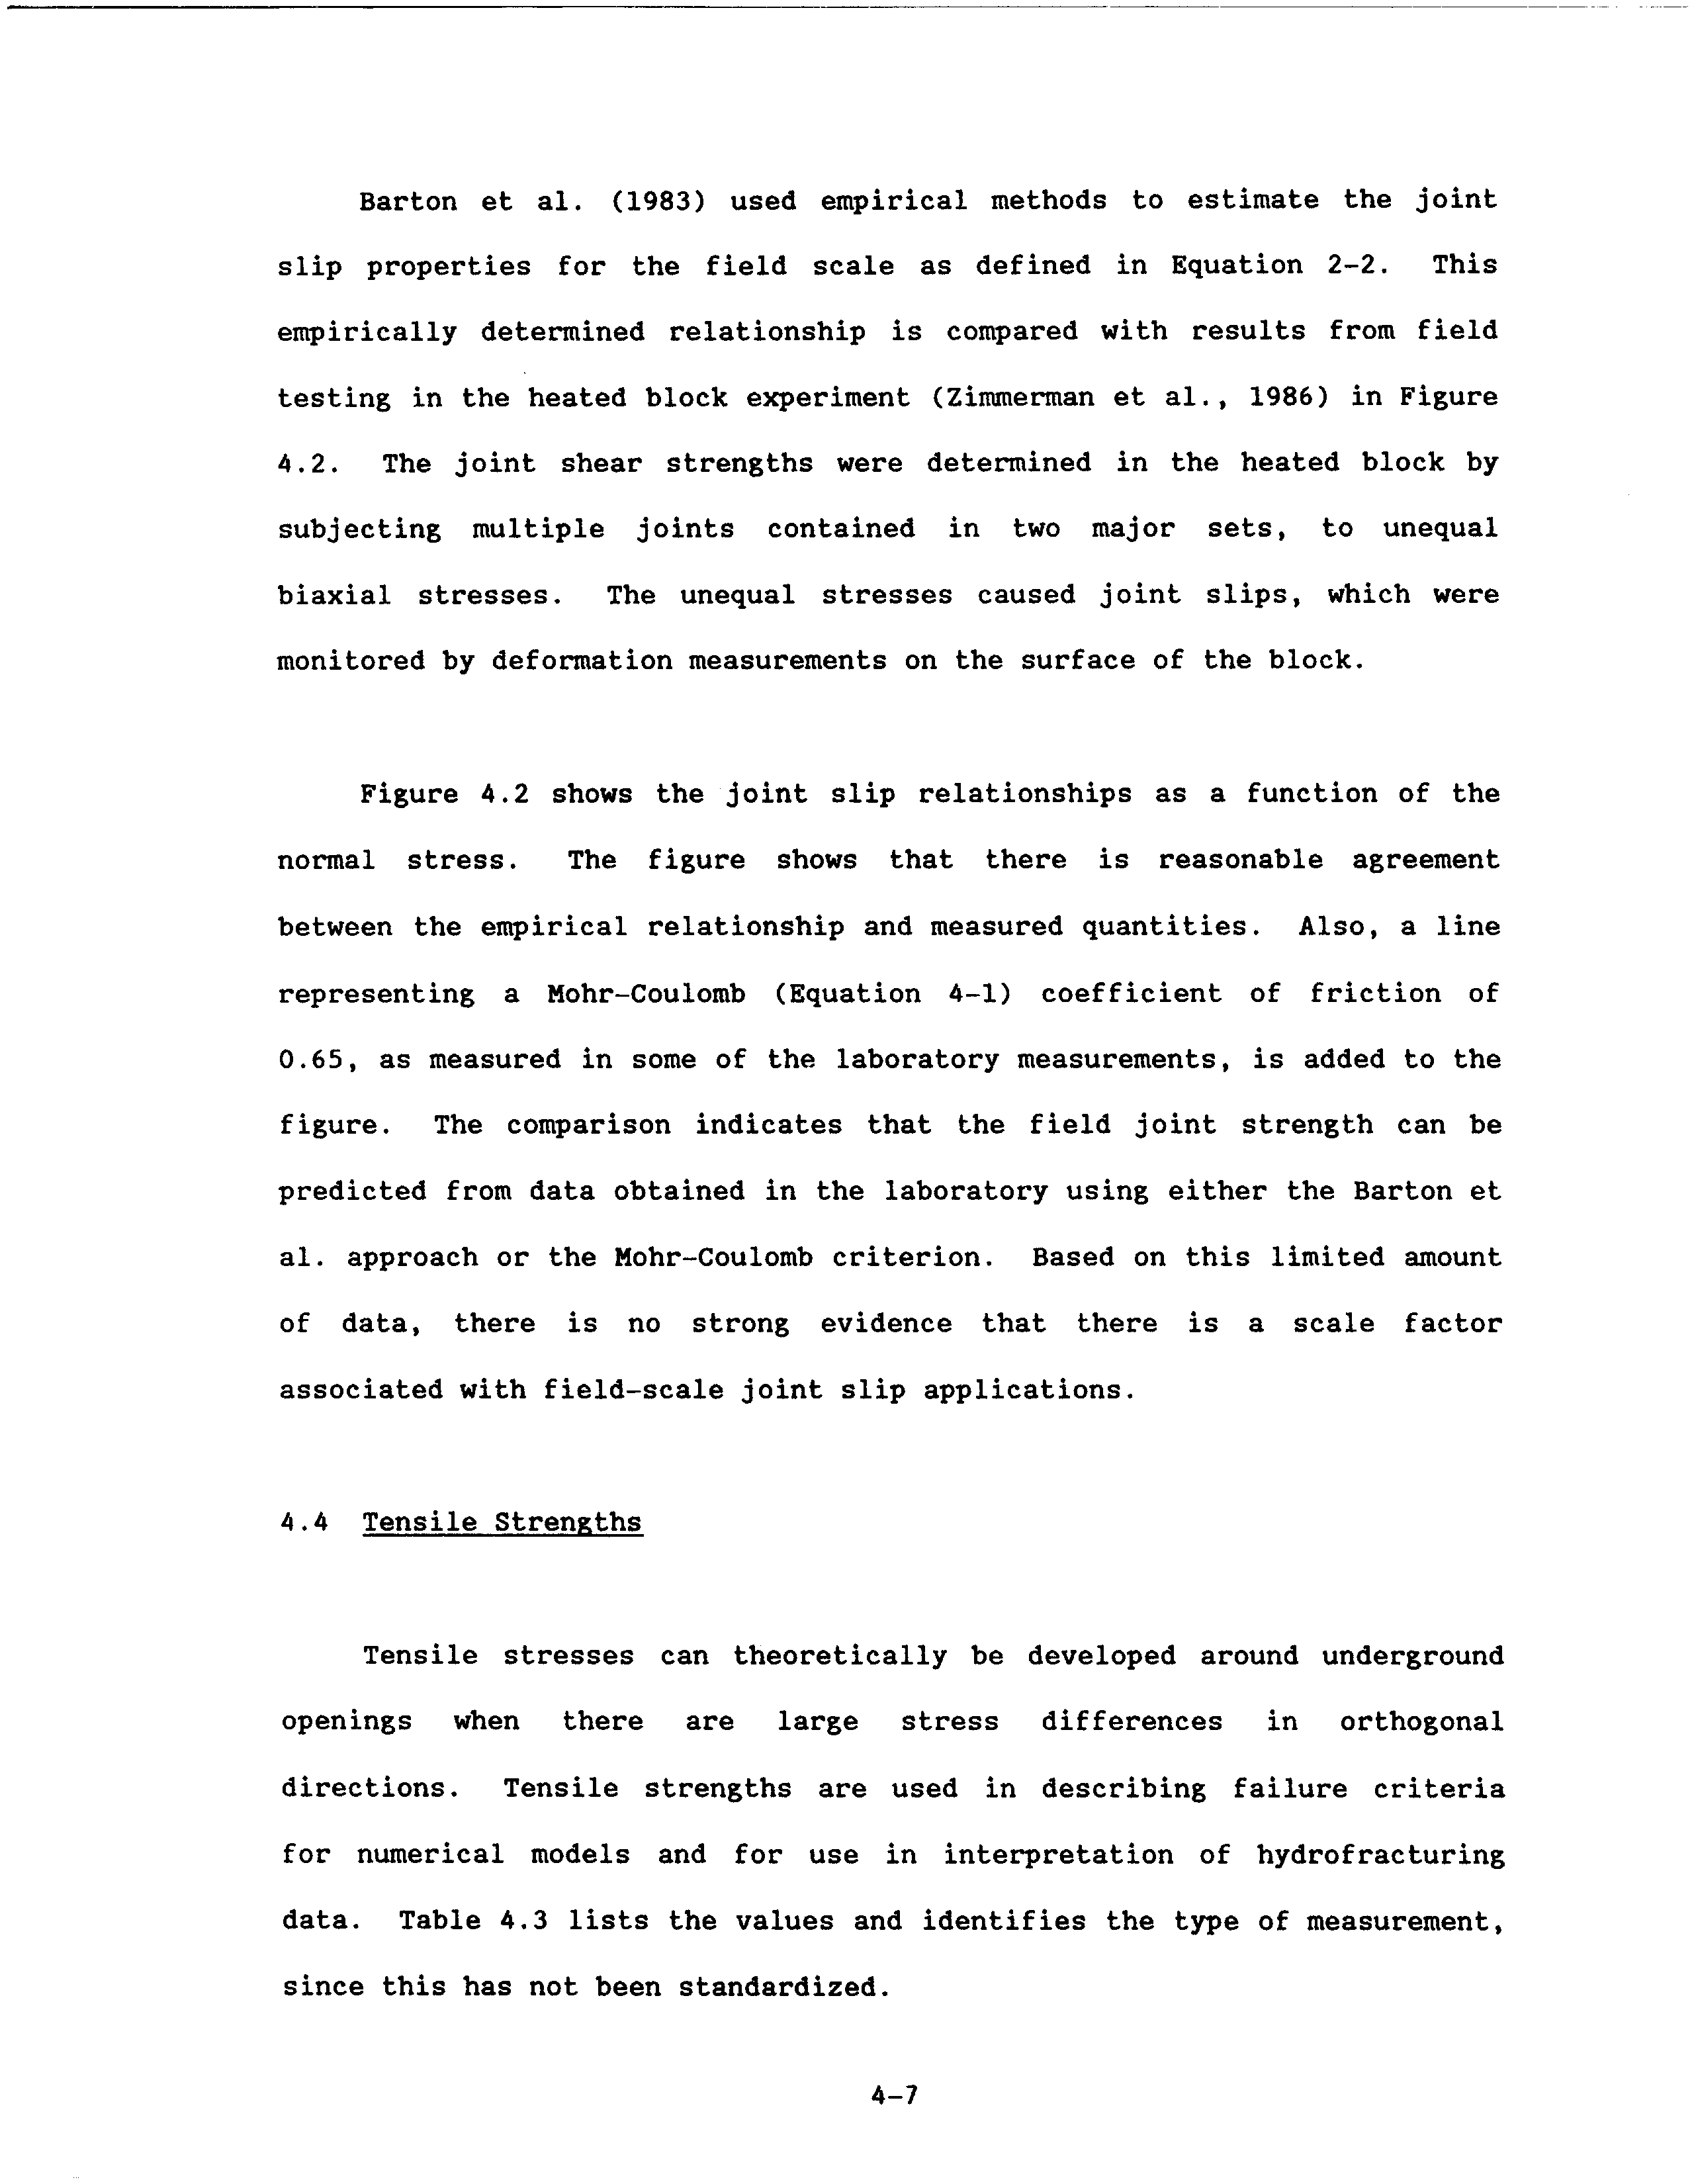 Barton et al. (1983) used empirical methods to estimate the joint
slip properties for the field scale as defined in Equation 2-2. This
empirically determined relationship is compared with results from field
testing in the heated block experiment (Zimmerman et al., 1986) in Figure
4.2. The joint shear strengths were determined in the heated block by
subjecting multiple joints contained in two major sets, to unequal
biaxial stresses. The unequal stresses caused joint slips, which were
monitored by deformation measurements on the surface of the block.
Figure 4.2 shows the joint slip relationships as a function of the
normal stress. The figure shows that there is reasonable agreement
between the empirical relationship and measured quantities. Also, a line
representing a Mohr-Coulomb (Equation 4-1) coefficient of friction of
0.65, as measured in some of the laboratory measurements, is added to the
figure. The comparison indicates that the field joint strength can be
predicted from data obtained in the laboratory using either the Barton et
al. approach or the Mohr-Coulomb criterion. Based on this limited amount
of data, there is no strong evidence that there is a scale factor
associated with field-scale joint slip applications.
4.4 Tensile Strengths
Tensile stresses can theoretically be developed around underground
openings when there are large stress differences in orthogonal
directions. Tensile strengths are used in describing failure criteria
for numerical models and for use in interpretation of hydrofracturing
data. Table 4.3 lists the values and identifies the type of measurement,
since this has not been standardized.
4-7